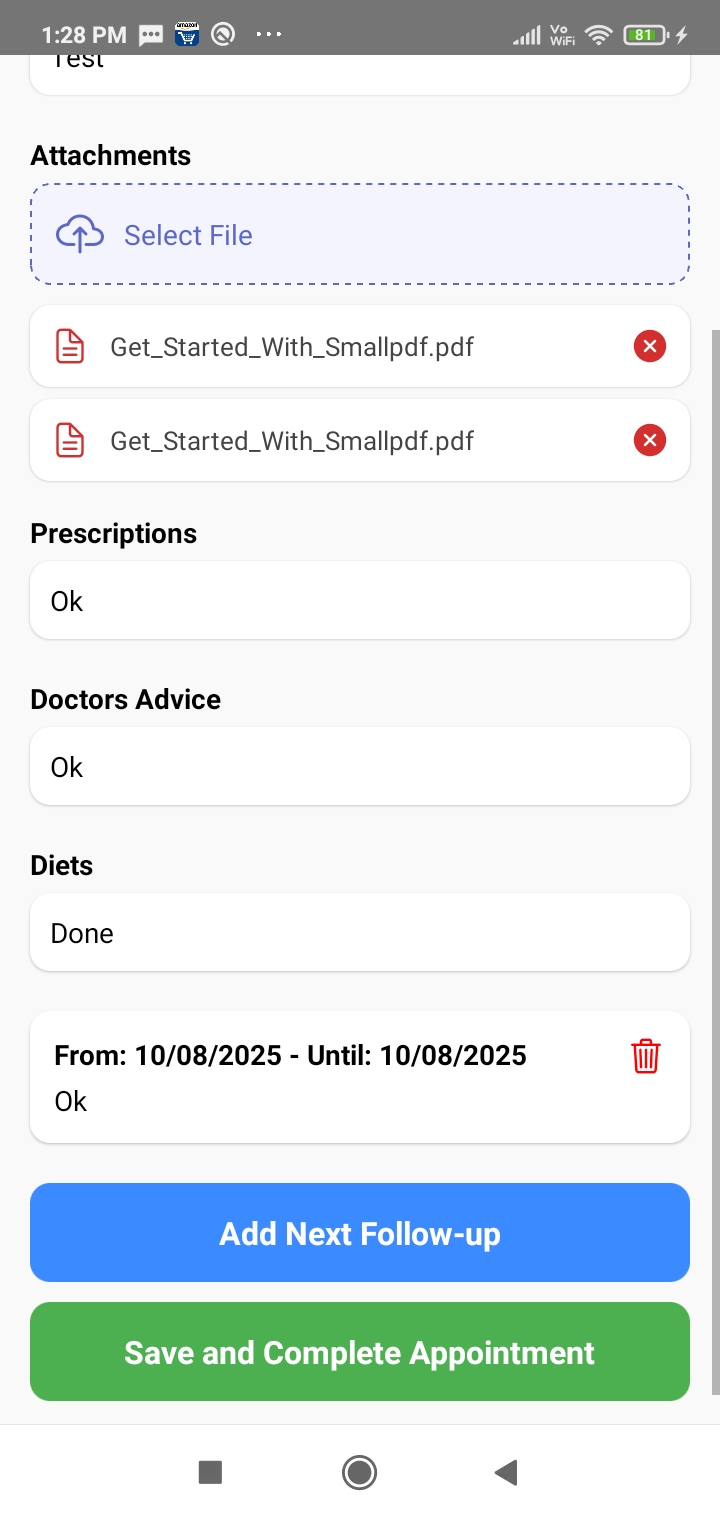 1:28 PM
amazon
Vo
WiFi
81
Test
Attachments
Select File
Get_Started_With_Smallpdf.pdf
Get_Started_With_Smallpdf.pdf
Prescriptions
Ok
Doctors Advice
Ok
Diets
Done
From: 10/08/2025 - Until: 10/08/2025
Ok
Add Next Follow-up
Save and Complete Appointment